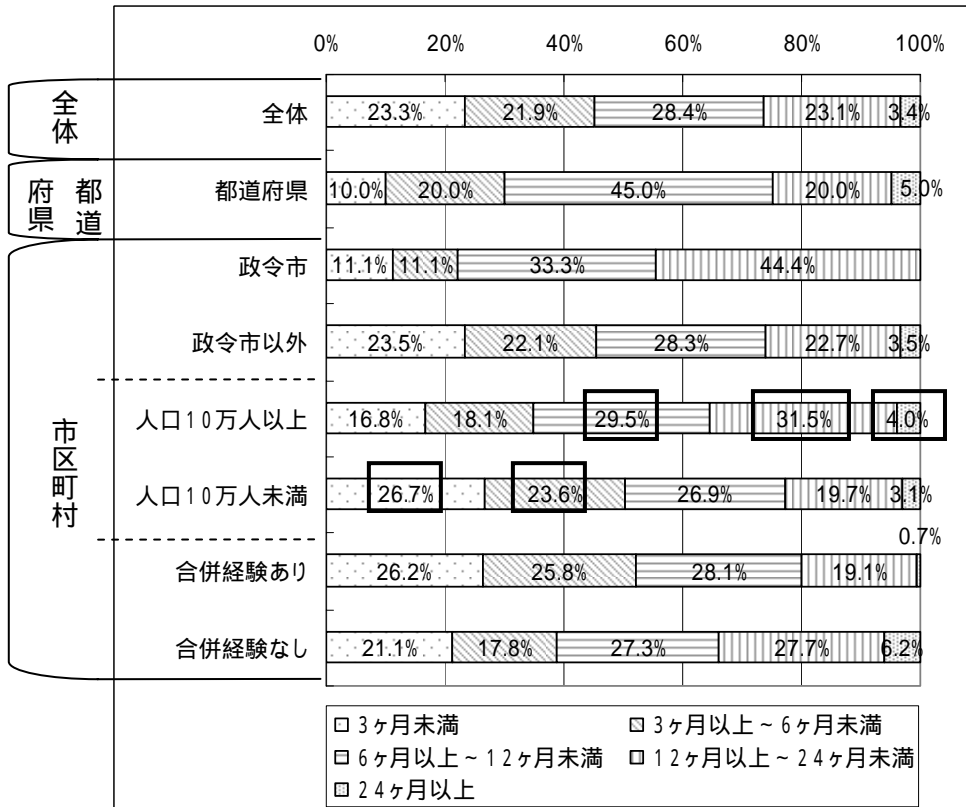 0% 20% 40% 60% 80% 100%
全体
全体 23.3% 21.9% 28.4% 23.1% 3.4%
都道府県
都道府県 10.0% 20.0% 45.0% 20.0% 5.0%
市区町村
政令市 11.1% 11.1% 33.3% 44.4%
政令市以外 23.5% 22.1% 28.3% 22.7% 3.5%
人口10万人以上 16.8% 18.1% 29.5% 31.5% 4.0%
人口10万人未満 26.7% 23.6% 26.9% 19.7% 3.1%
0.7%
合併経験あり 26.2% 25.8% 28.1% 19.1%
合併経験なし 21.1% 17.8% 27.3% 27.7% 6.2%
3ヶ月未満 3ヶ月以上~6ヶ月未満
6ヶ月以上~12ヶ月未満 12ヶ月以上~24ヶ月未満
24ヶ月以上